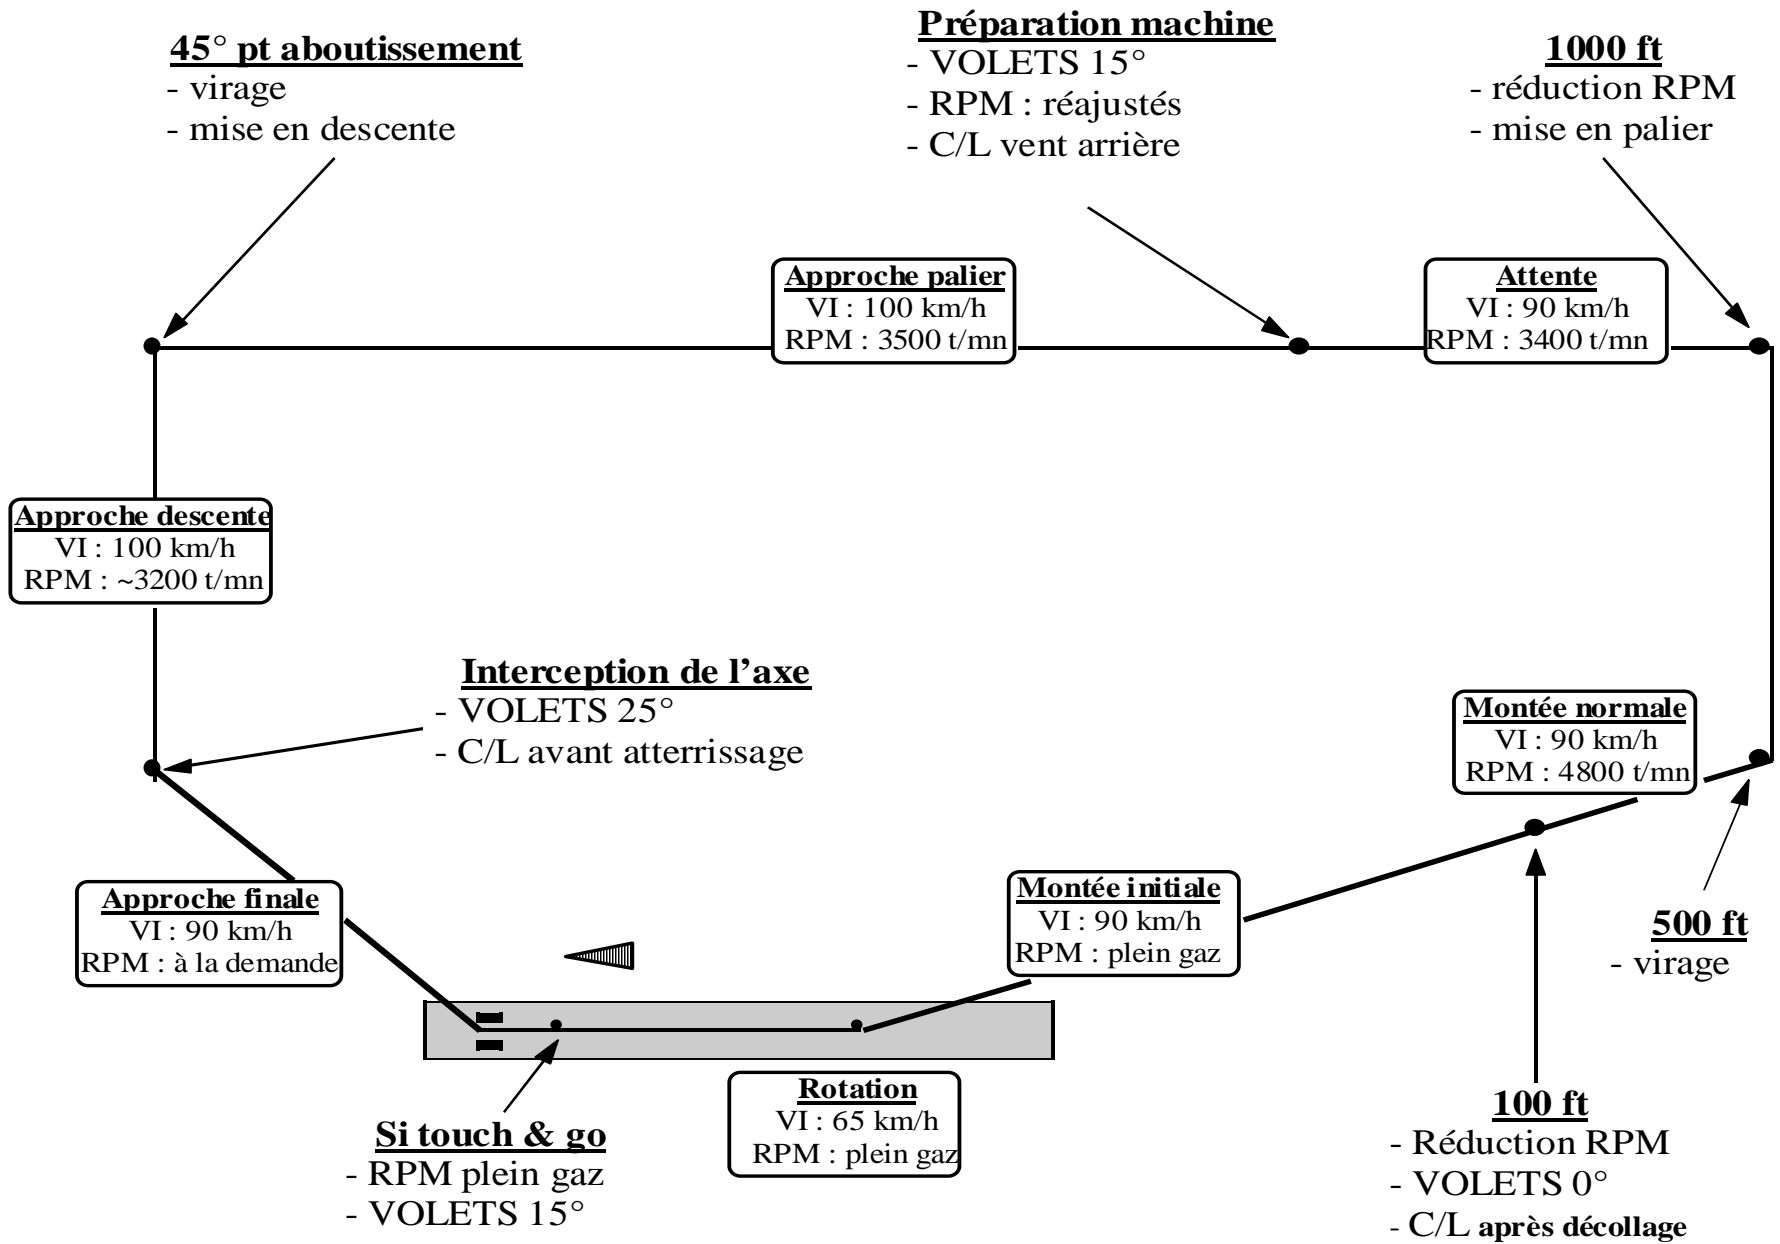 45° pt aboutissement
- virage
- mise en descente
Préparation machine
- VOLETS 15°
- RPM : réajustés
- C/L vent arrière
1000 ft
- réduction RPM
- mise en palier
Approche palier
VI : 100 km/h
RPM : 3500 t/mn
Attente
VI : 90 km/h
RPM : 3400 t/mn
Approche descente
VI : 100 km/h
RPM : ~3200 t/mn
Interception de l’axe
- VOLETS 25°
- C/L avant atterrissage
Montée normale
VI : 90 km/h
RPM : 4800 t/mn
Approche finale
VI : 90 km/h
RPM : à la demande
Montée initiale
VI : 90 km/h
RPM : plein gaz
500 ft
- virage
Rotation
VI : 65 km/h
RPM : plein gaz
Si touch & go
- RPM plein gaz
- VOLETS 15°
100 ft
- Réduction RPM
- VOLETS 0°
- C/L après décollage